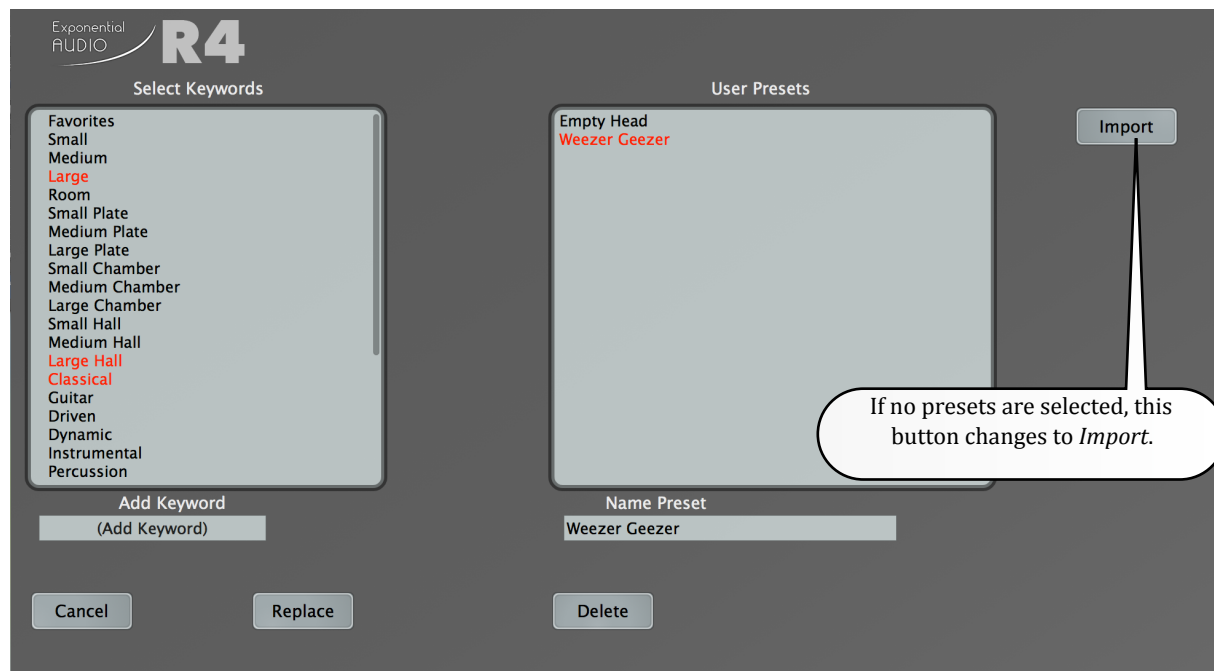 Exponential
AUDIO
R4
Select Keywords
Favorites
Small
Medium
Large
Room
Small Plate
Medium Plate
Large Plate
Small Chamber
Medium Chamber
Large Chamber
Small Hall
Medium Hall
Large Hall
Classical
Guitar
Driven
Dynamic
Instrumental
Percussion
Add Keyword
(Add Keyword)
User Presets
Empty Head
Weezer Geezer
Name Preset
Weezer Geezer
Import
If no presets are selected, this
button changes to Import.
Cancel
Replace
Delete